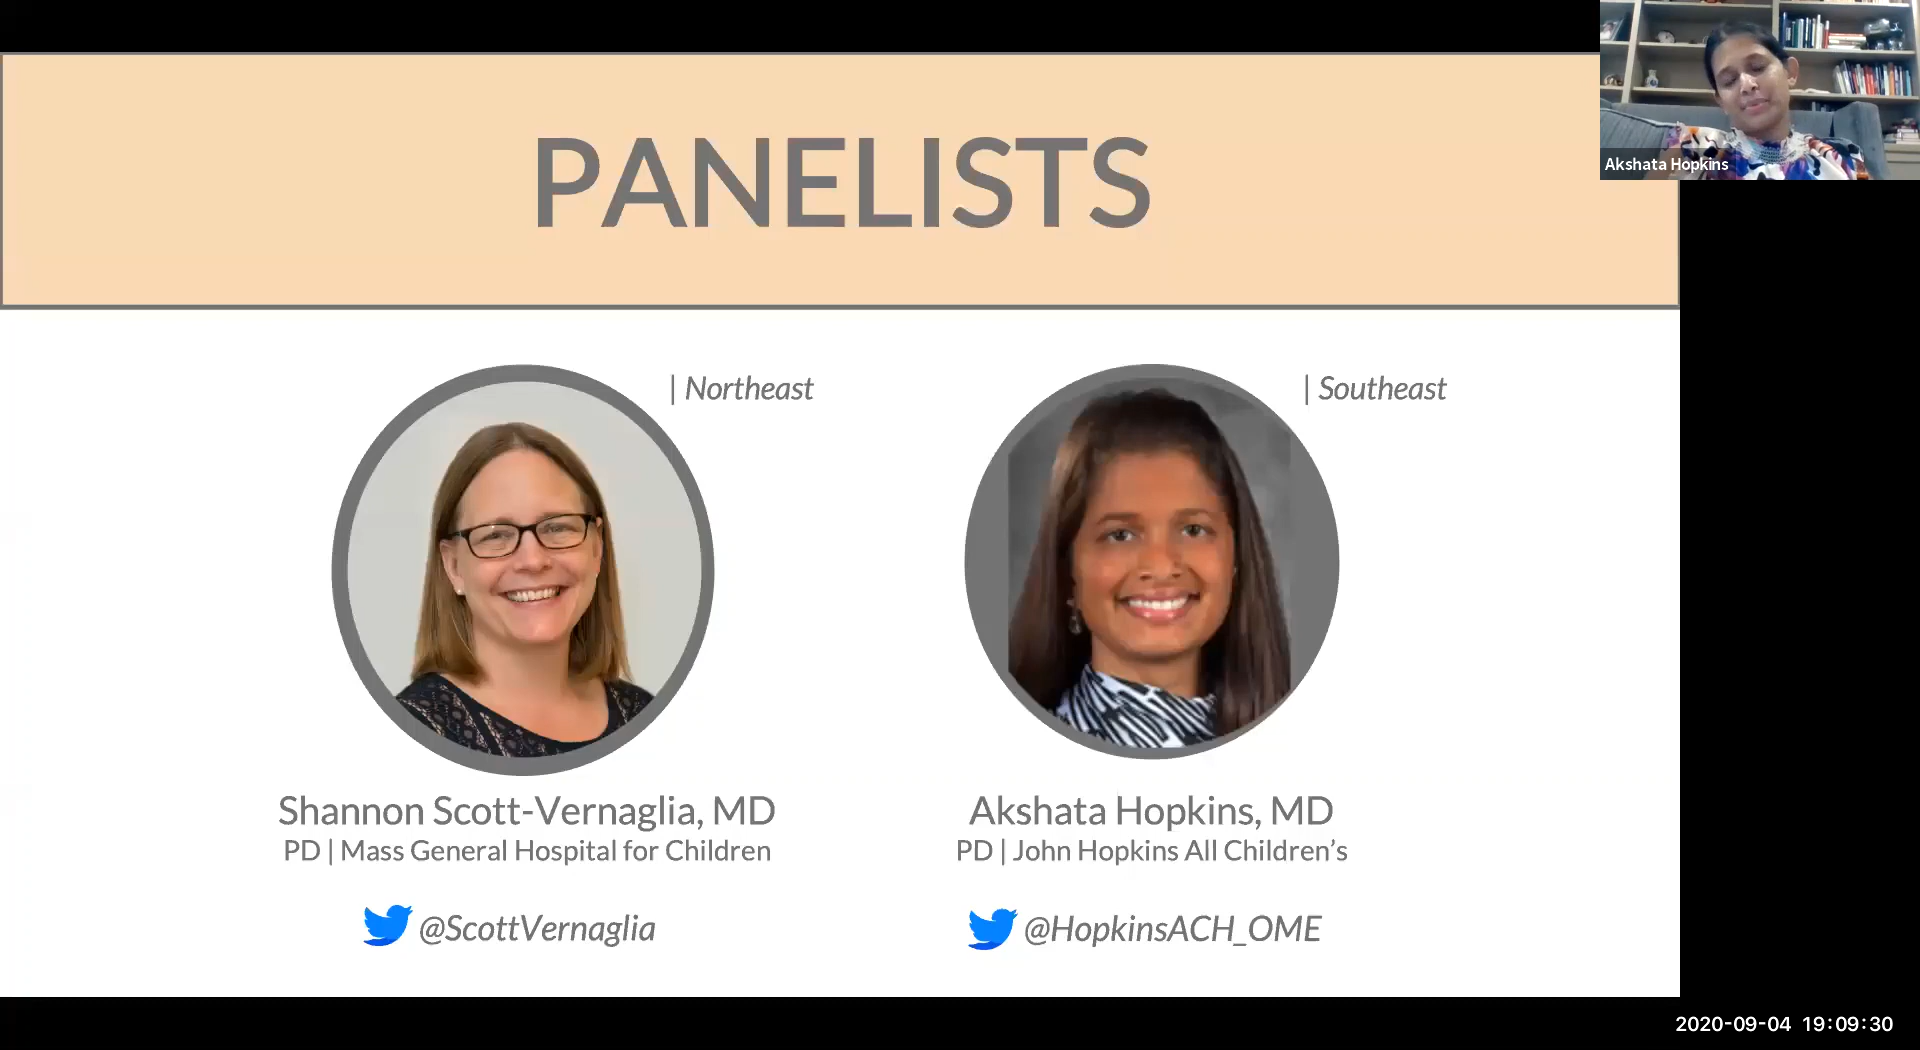 PANELISTS
Akshata Hopkins
| Northeast
| Southeast
Shannon Scott-Vernaglia, MD
PD | Mass General Hospital for Children
@ScottVernaglia
Akshata Hopkins, MD
PD | John Hopkins All Children's
@HopkinsACH_OME
2020-09-04 19:09:30